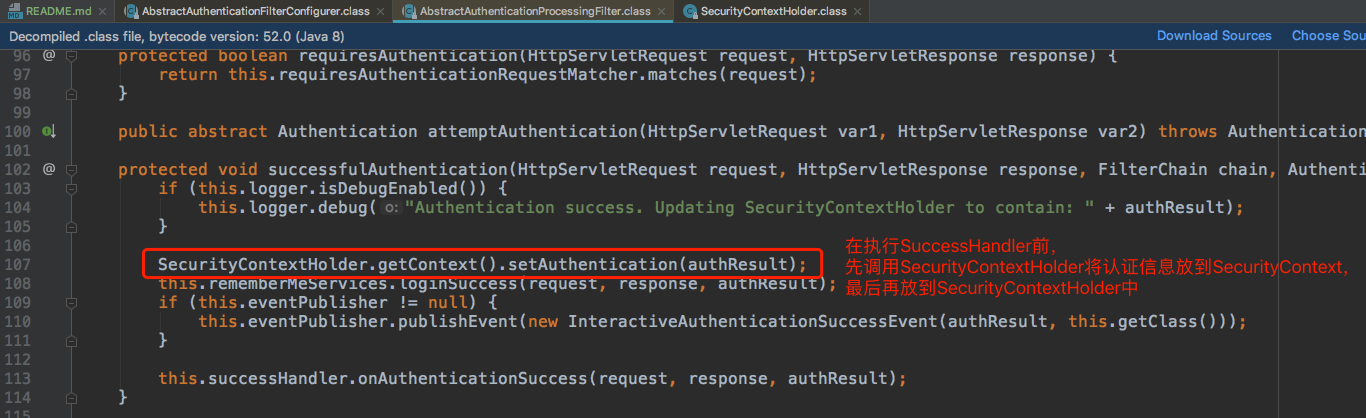 README.md × AbstractAuthenticationFilterConfigurer.class × AbstractAuthenticationProcessingFilter.class × SecurityContextHolder.class ×
Decompiled .class file, bytecode version: 52.0 (Java 8) Download Sources Choose Sou
96 @ protected boolean requiresAuthentication(HttpServletRequest request, HttpServletResponse response) {
97 return this.requiresAuthenticationRequestMatcher.matches(request);
98 }
99
100 public abstract Authentication attemptAuthentication(HttpServletRequest var1, HttpServletResponse var2) throws Authentication
101
102 @ protected void successfulAuthentication(HttpServletRequest request, HttpServletResponse response, FilterChain chain, Authenti
103 if (this.logger.isDebugEnabled()) {
104 this.logger.debug( o: "Authentication success. Updating SecurityContextHolder to contain: " + authResult);
105 }
106
在执行SuccessHandler前,
107 SecurityContextHolder.getContext().setAuthentication(authResult);
先调用SecurityContextHolder将认证信息放到SecurityContext,
108 this.rememberMeServices.loginSuccess(request, response, authResult);
最后再放到SecurityContextHolder中
109 if (this.eventPublisher != null) {
110 this.eventPublisher.publishEvent(new InteractiveAuthenticationSuccessEvent(authResult, this.getClass()));
111 }
112
113 this.successHandler.onAuthenticationSuccess(request, response, authResult);
114 }
115